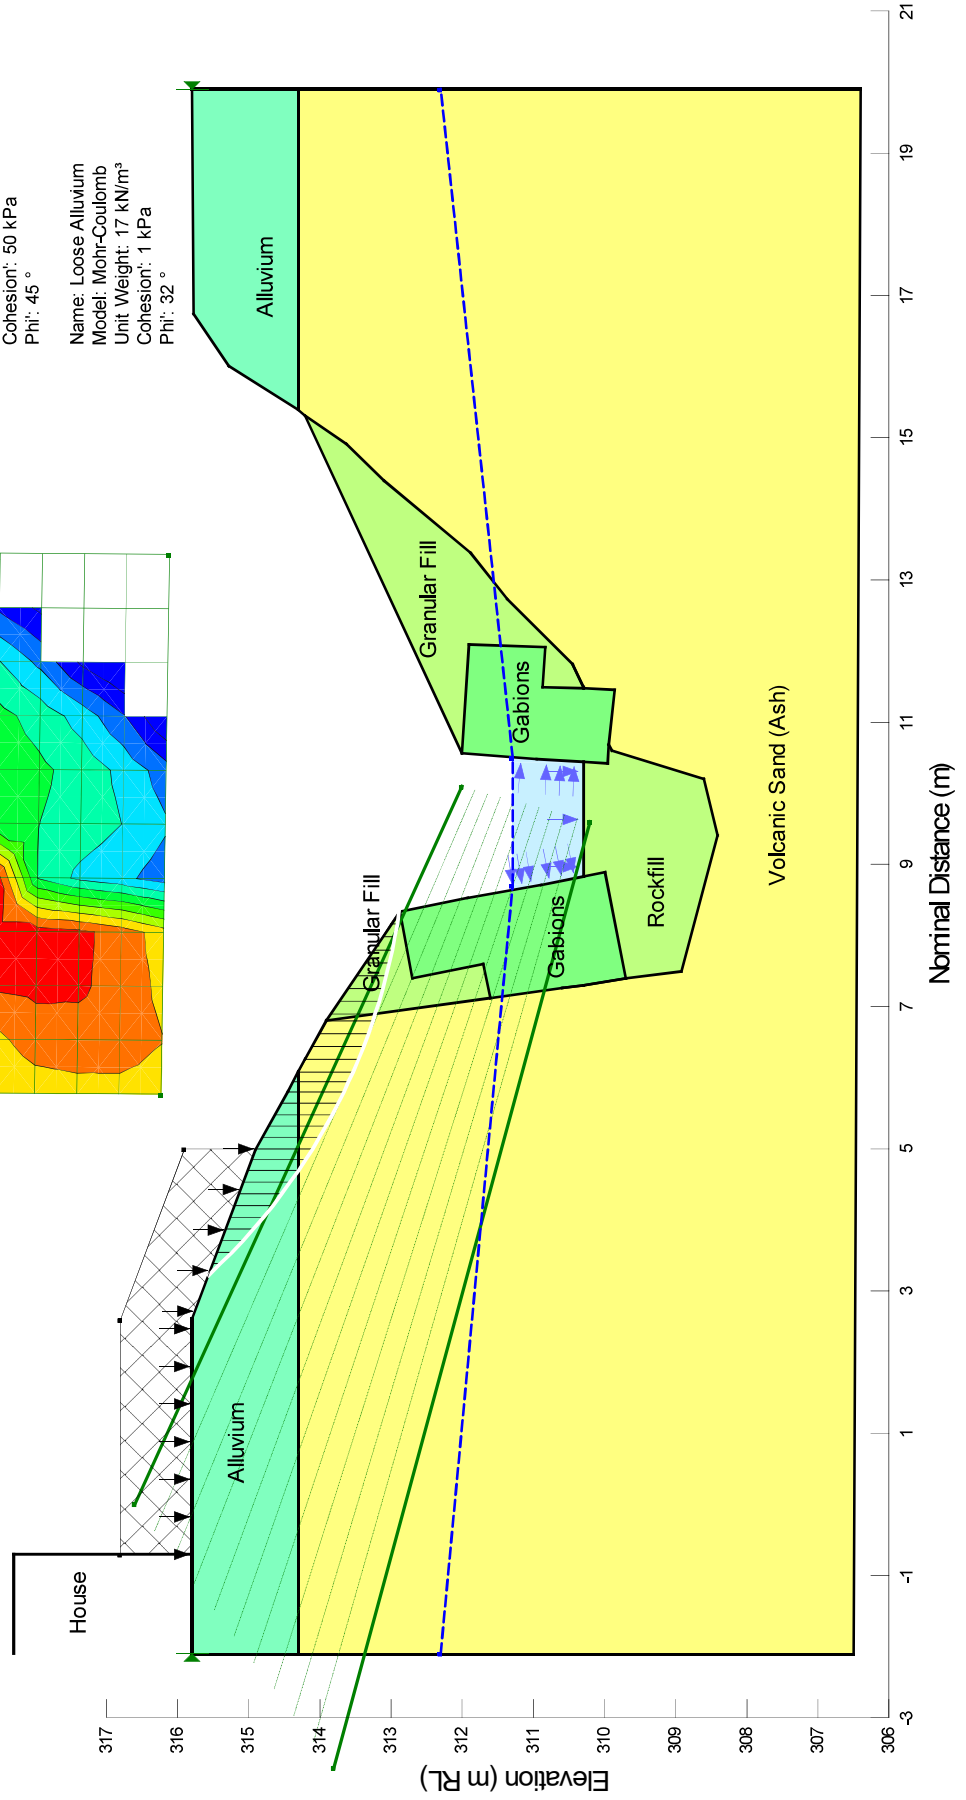 Cohesion': 50 kPa
Phi': 45 °
Name: Loose Alluvium
Model: Mohr-Coulomb
Unit Weight: 17 kN/m³
Cohesion': 1 kPa
Phi': 32 °
House
Alluvium
Alluvium
Granular Fill
Granular Fill
Gabions
Gabions
Rockfill
Volcanic Sand (Ash)
Elevation (m RL)
317
316
315
314
313
312
311
310
309
308
307
306
-3
-1
1
3
5
7
9
11
13
15
17
19
21
Nominal Distance (m)